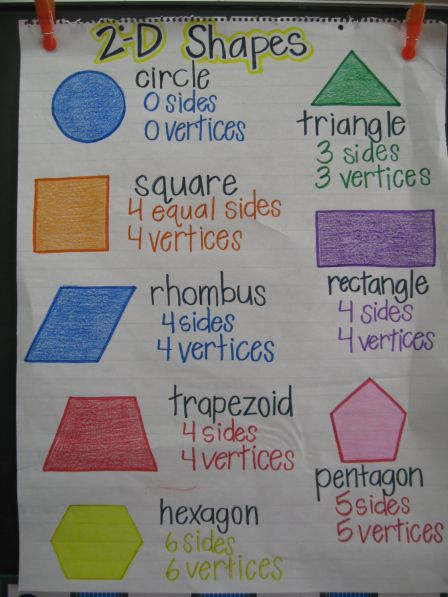 2-D Shapes
circle
0 sides
0 vertices
triangle
3 sides
3 vertices
square
4 equal sides
4 vertices
rectangle
4 sides
4 vertices
rhombus
4 sides
4 vertices
trapezoid
4 sides
4 vertices
pentagon
5 sides
5 vertices
hexagon
6 sides
6 vertices